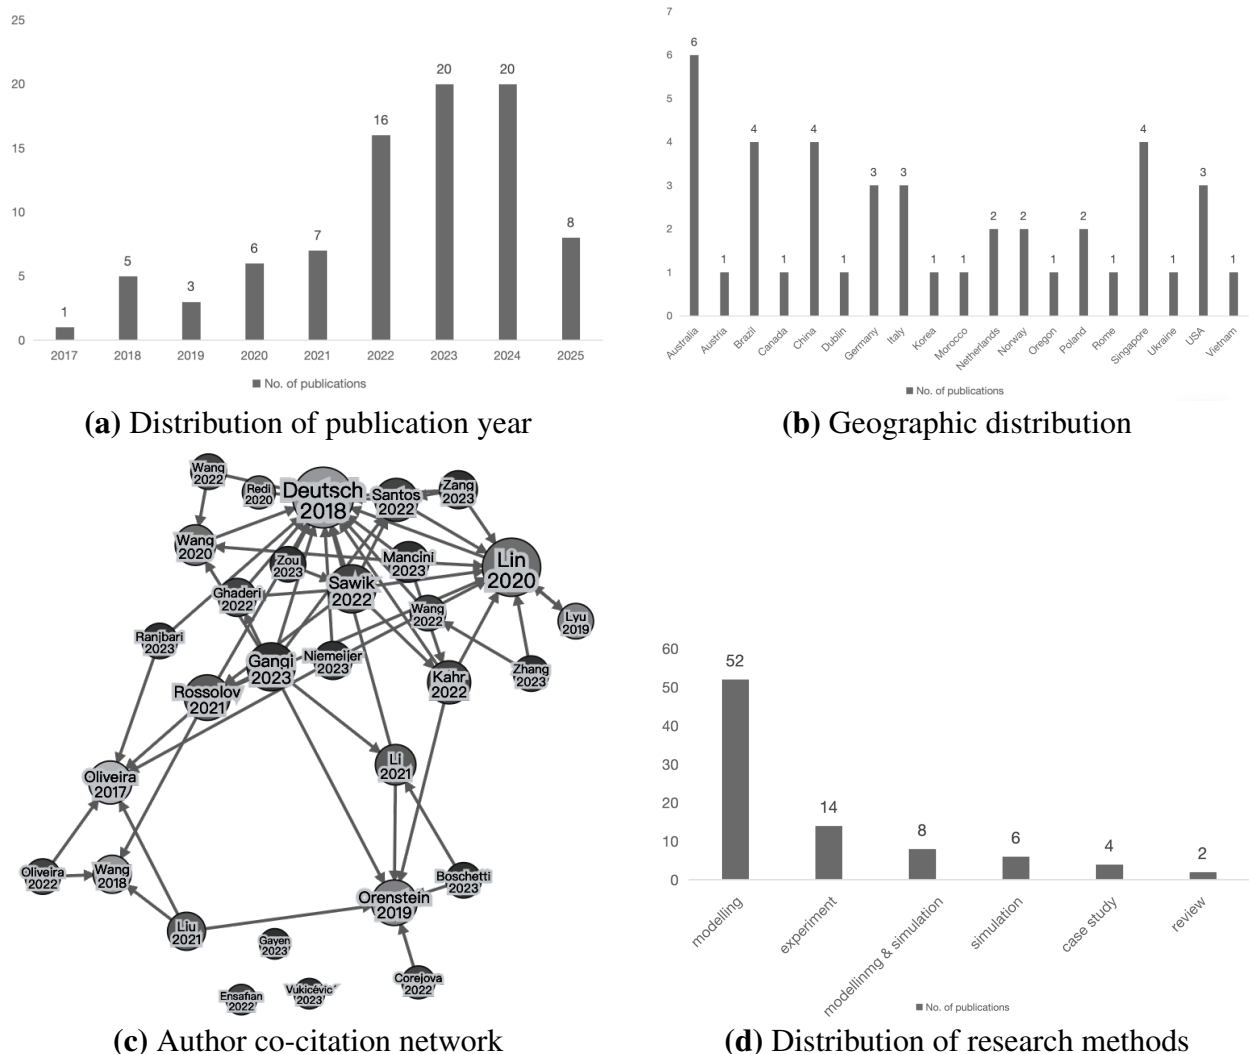 25
20
15
10
5
0
1
5
3
6
7
16
20
20
8
2017 2018 2019 2020 2021 2022 2023 2024 2025
No. of publications
(a) Distribution of publication year
7
6
5
4
3
2
1
0
6
1
4
1
4
1
3
3
1
1
2
2
1
2
1
4
1
3
1
Australia
Austria
Brazil
Canada
China
Dublin
Germany
Italy
Korea
Morocco
Netherlands
Norway
Oregon
Poland
Rome
Singapore
Ukraine
USA
Vietnam
No. of publications
(b) Geographic distribution
Wang
2022
Redi
2020
Deutsch
2018
Santos
2022
Zang
2023
Wang
2020
Zou
2023
Mancini
2023
Lin
2020
Ghaderi
2022
Sawik
2022
Wang
2022
Lyu
2019
Ranjbari
2023
Gangi
2023
Niemeijer
2023
Kahr
2022
Zhang
2023
Rossolov
2021
Li
2021
Oliveira
2017
Oliveira
2022
Wang
2018
Boschetti
2023
Orenstein
2019
Liu
2021
Gayen
2023
Corejova
2022
Ensafian
2022
Vukićević
2023
(c) Author co-citation network
60
50
40
30
20
10
0
52
14
8
6
4
2
modelling
experiment
modellinmg & simulation
simulation
case study
review
No. of publications
(d) Distribution of research methods